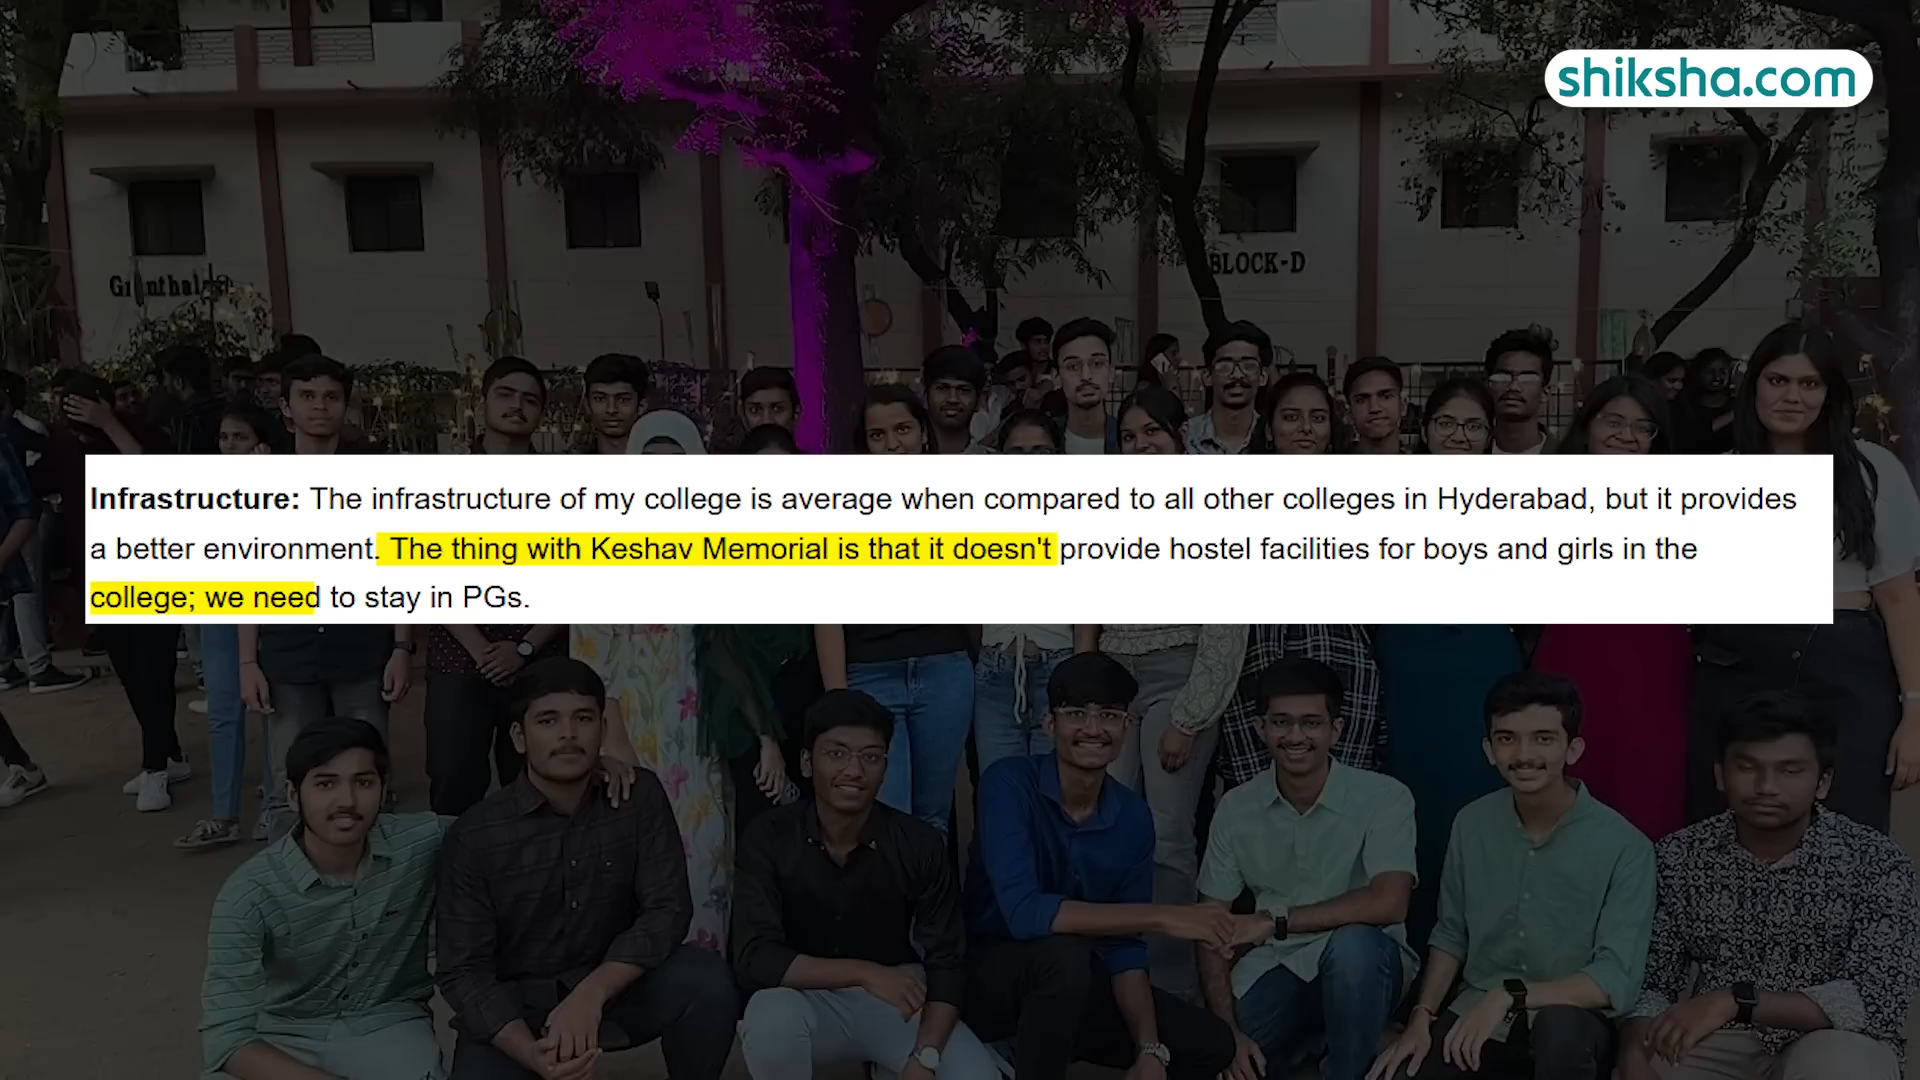 shiksha.com
BLOCK-D
Infrastructure: The infrastructure of my college is average when compared to all other colleges in Hyderabad, but it provides
a better environment. The thing with Keshav Memorial is that it doesn't provide hostel facilities for boys and girls in the
college; we need to stay in PGs.